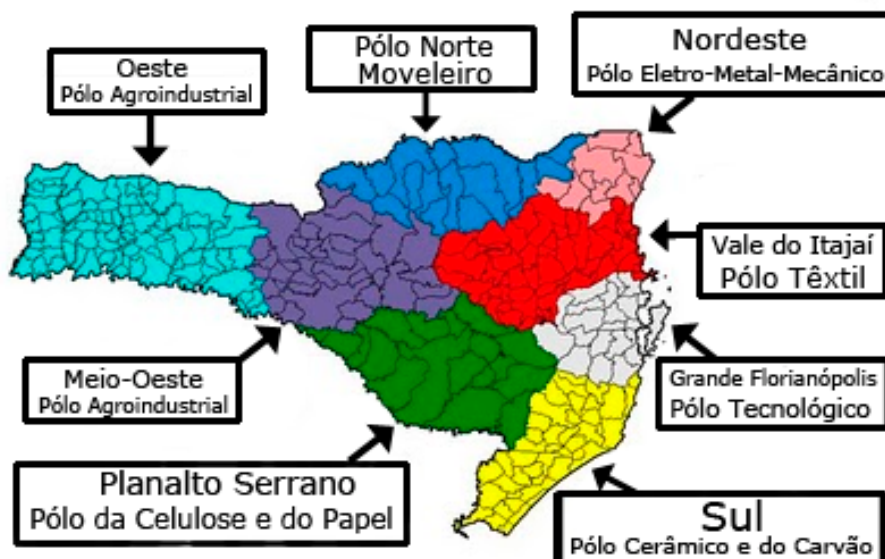 Oeste
Pólo Agroindustrial
Pólo Norte
Moveleiro
Nordeste
Pólo Eletro-Metal-Mecânico
Vale do Itajaí
Pólo Têxtil
Meio-Oeste
Pólo Agroindustrial
Grande Florianópolis
Pólo Tecnológico
Planalto Serrano
Pólo da Celulose e do Papel
Sul
Pólo Cerâmico e do Carvão